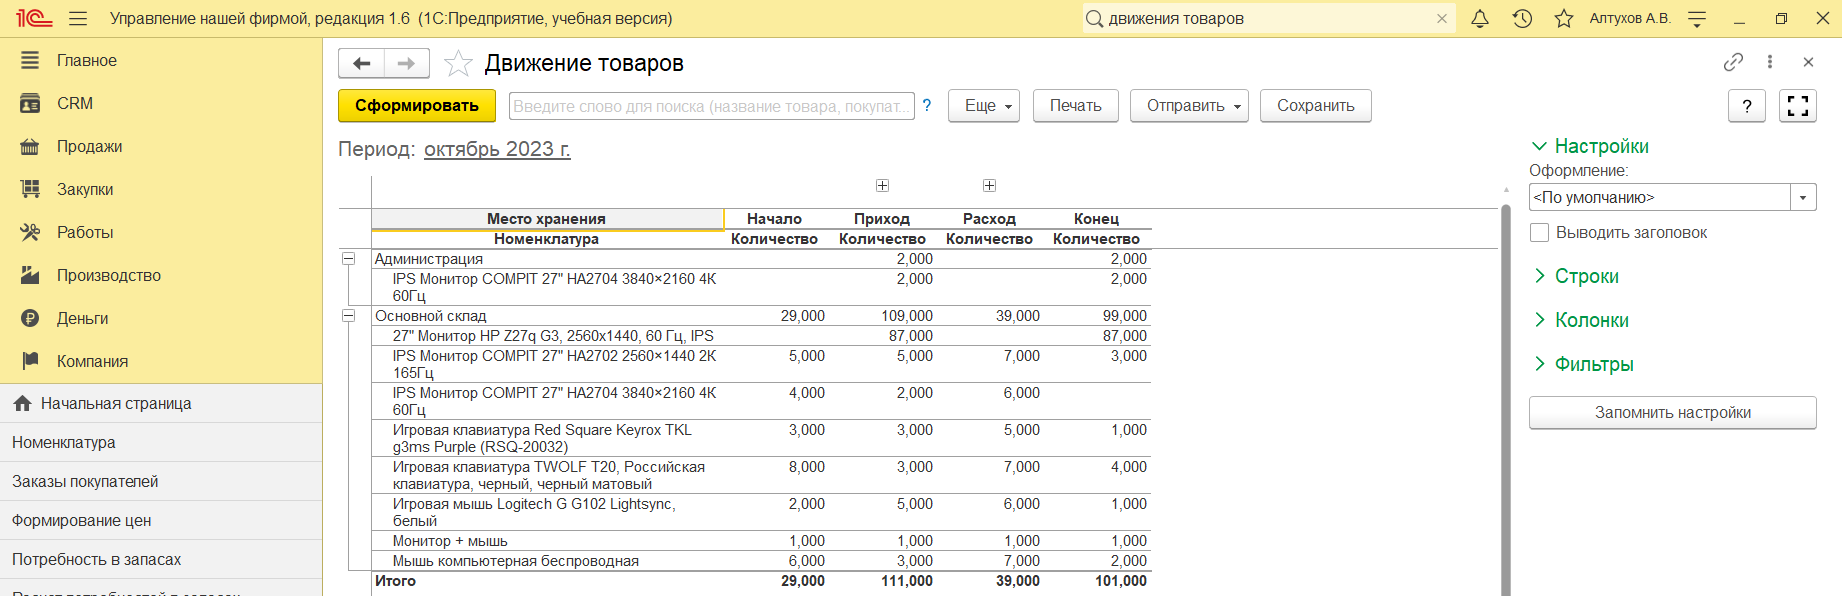 1С Управление нашей фирмой, редакция 1.6 (1С:Предприятие, учебная версия) движения товаров Алтухов А.В.
Главное
CRM
Продажи
Закупки
Работы
Производство
Деньги
Компания
Начальная страница
Номенклатура
Заказы покупателей
Формирование цен
Потребность в запасах
Расчет потребностей в запасах
Движение товаров
Сформировать Введите слово для поиска (название товара, покупат... ? Еще Печать Отправить Сохранить ?
Период: октябрь 2023 г.
Место хранения Начало Приход Расход Конец
Номенклатура Количество Количество Количество Количество
Администрация 2,000 2,000
IPS Монитор COMPIT 27" HA2704 3840×2160 4К 2,000 2,000
60Гц
Основной склад 29,000 109,000 39,000 99,000
27" Монитор HP Z27q G3, 2560x1440, 60 Гц, IPS 87,000 87,000
IPS Монитор COMPIT 27" HA2702 2560×1440 2К 5,000 5,000 7,000 3,000
165Гц
IPS Монитор COMPIT 27" HA2704 3840×2160 4К 4,000 2,000 6,000
60Гц
Игровая клавиатура Red Square Keyrox TKL 3,000 3,000 5,000 1,000
g3ms Purple (RSQ-20032)
Игровая клавиатура TWOLF T20, Российская 8,000 3,000 7,000 4,000
клавиатура, черный, черный матовый
Игровая мышь Logitech G G102 Lightsync, 2,000 5,000 6,000 1,000
белый
Монитор + мышь 1,000 1,000 1,000 1,000
Мышь компьютерная беспроводная 6,000 3,000 7,000 2,000
Итого 29,000 111,000 39,000 101,000
Настройки
Оформление:
<По умолчанию>
Выводить заголовок
Строки
Колонки
Фильтры
Запомнить настройки